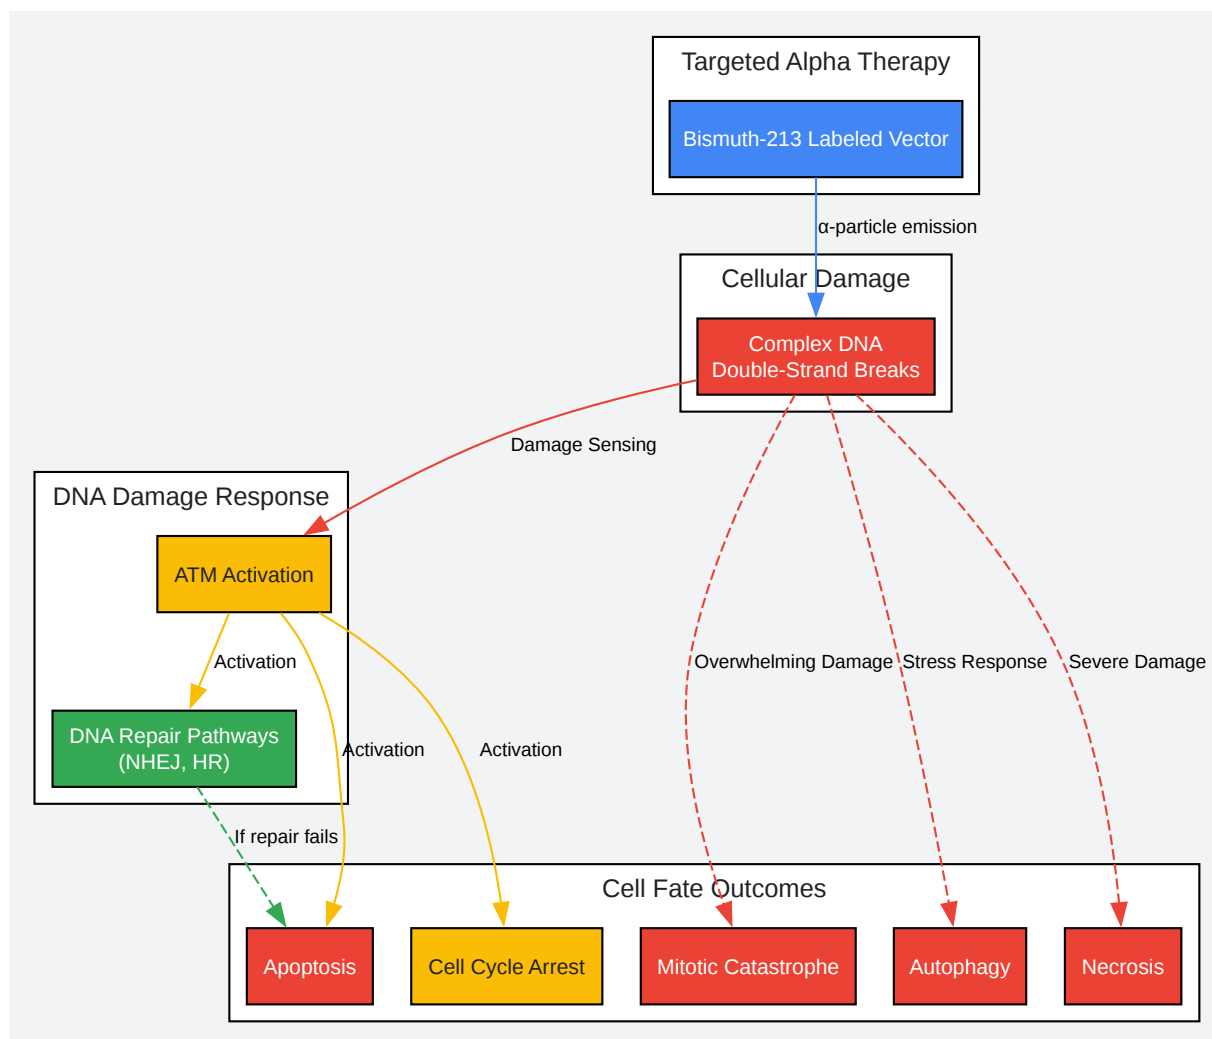 Targeted Alpha Therapy
Bismuth-213 Labeled Vector
α-particle emission
Cellular Damage
Complex DNA
Double-Strand Breaks
Damage Sensing
DNA Damage Response
ATM Activation
Activation
Overwhelming Damage
Stress Response
Severe Damage
DNA Repair Pathways
(NHEJ, HR)
Activation
Activation
If repair fails
Cell Fate Outcomes
Apoptosis
Cell Cycle Arrest
Mitotic Catastrophe
Autophagy
Necrosis